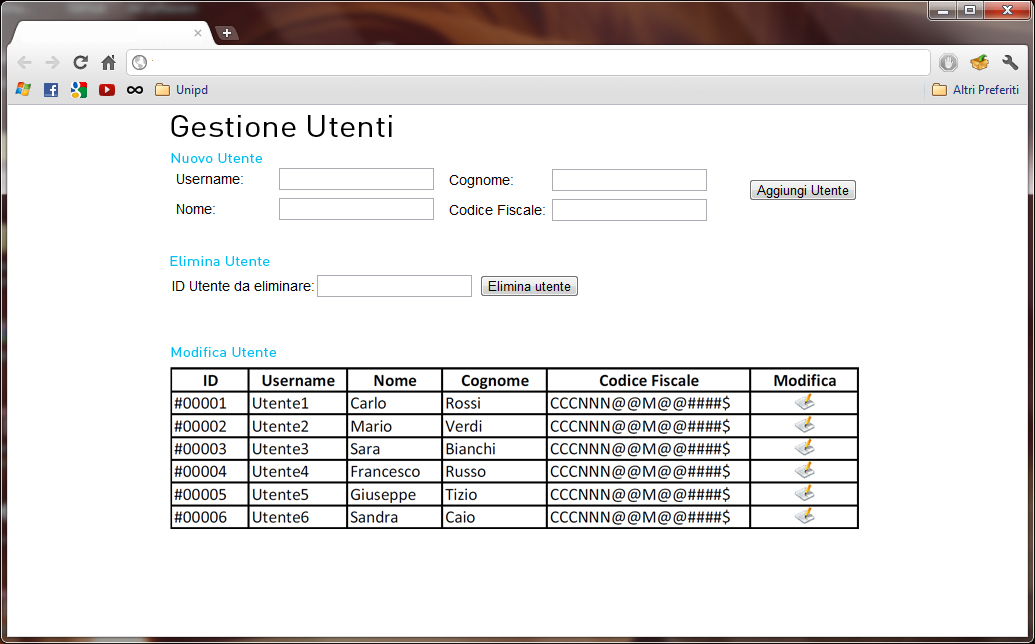 Unipd
Altri Preferiti
Gestione Utenti
Nuovo Utente
Username:
Cognome:
Aggiungi Utente
Nome:
Codice Fiscale:
Elimina Utente
ID Utente da eliminare:
Elimina utente
Modifica Utente
ID Username Nome Cognome Codice Fiscale Modifica
#00001 Utente1 Carlo Rossi CCCNNN@@M@@####$
#00002 Utente2 Mario Verdi CCCNNN@@M@@####$
#00003 Utente3 Sara Bianchi CCCNNN@@M@@####$
#00004 Utente4 Francesco Russo CCCNNN@@M@@####$
#00005 Utente5 Giuseppe Tizio CCCNNN@@M@@####$
#00006 Utente6 Sandra Caio CCCNNN@@M@@####$